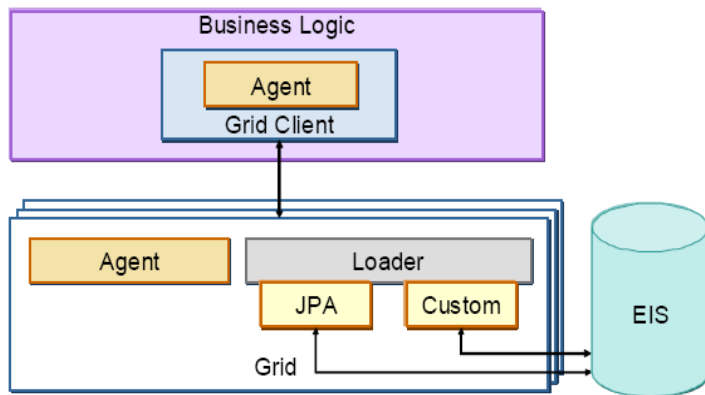 Business Logic
Agent
Grid Client
Agent
Loader
JPA
Custom
EIS
Grid